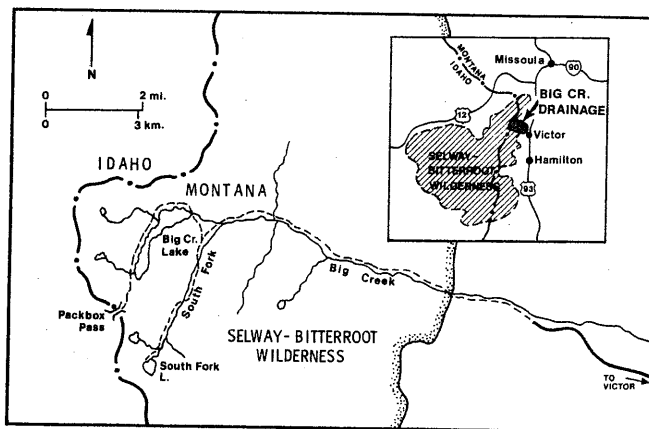 N
0 2 mi.
0 3 km.
IDAHO
MONTANA
Big Cr.
Lake
South Fork
Big Creek
Packbox
Pass
South Fork
L.
SELWAY-BITTERROOT
WILDERNESS
TO
VICTOR
MONTANA
IDAHO
Missoula
90
12
BIG CR.
DRAINAGE
Victor
Hamilton
SELWAY-
BITTERROOT
WILDERNESS
93